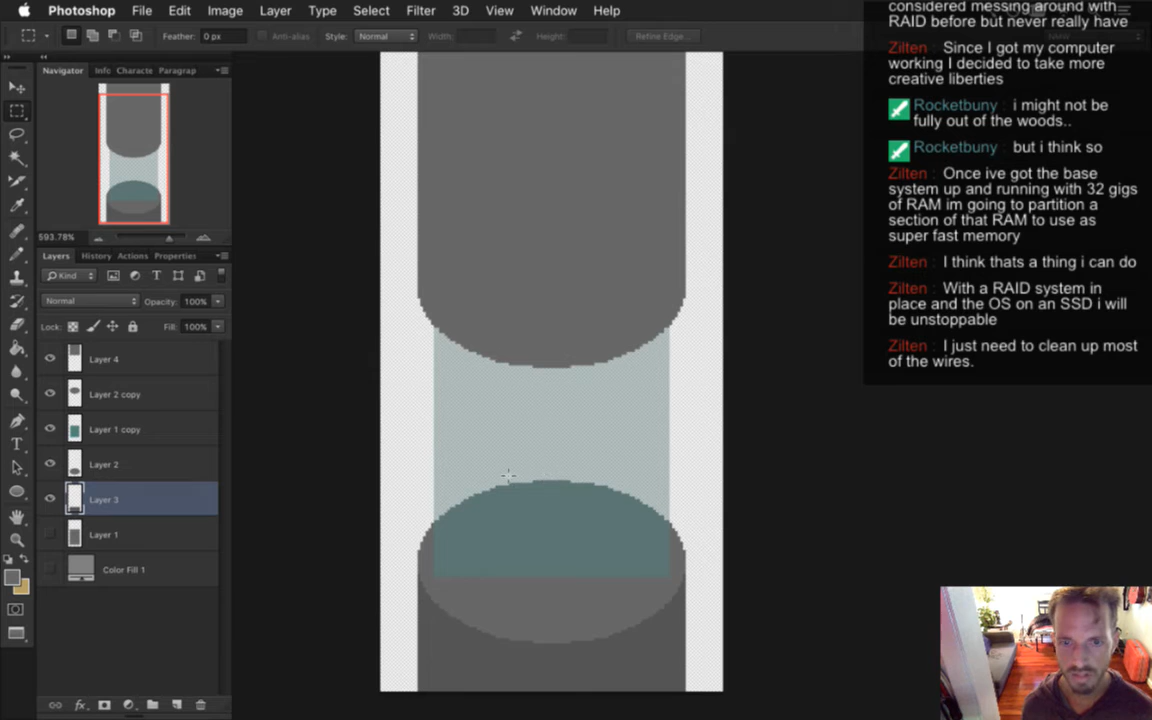 Photoshop File Edit Image Layer Type Select Filter 3D View Window Help
Feather: 0 px Anti-alias Style: Normal Width: Height: Refine Edge...
Navigator Info Characte Paragrap
593.78%
Layers History Actions Properties
Kind
Normal Opacity: 100%
Lock: Fill: 100%
Layer 4
Layer 2 copy
Layer 1 copy
Layer 2
Layer 3
Layer 1
Color Fill 1
fx
considered messing around with
RAID before but never really have
Zilten : Since I got my computer
working I decided to take more
creative liberties
Rocketbuny : i might not be
fully out of the woods..
Rocketbuny : but i think so
Zilten : Once ive got the base
system up and running with 32 gigs
of RAM im going to partition a
section of that RAM to use as
super fast memory
Zilten : I think thats a thing i can do
Zilten : With a RAID system in
place and the OS on an SSD i will
be unstoppable
Zilten : I just need to clean up most
of the wires.